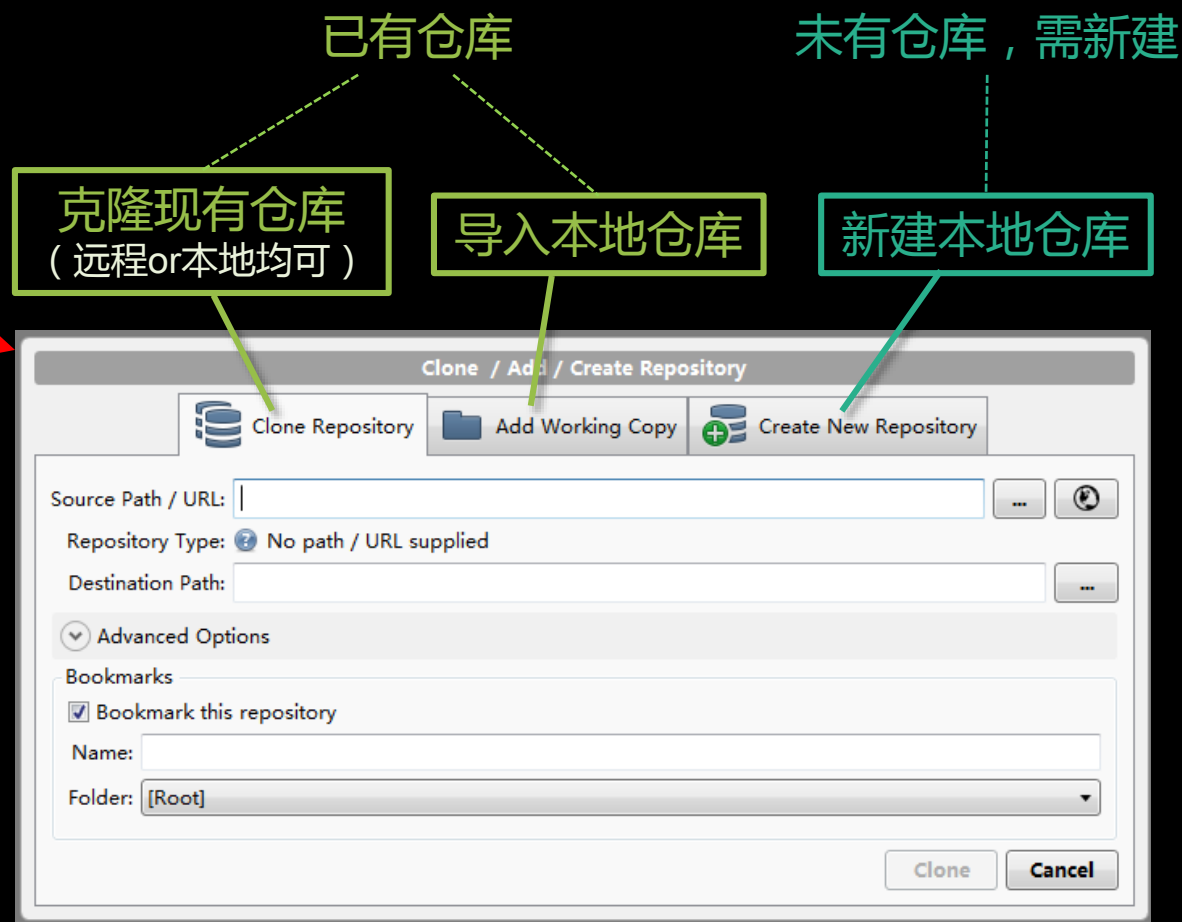 已有仓库
未有仓库，需新建
克隆现有仓库
（远程or本地均可）
导入本地仓库
新建本地仓库
Clone / Add / Create Repository
Clone Repository
Add Working Copy
Create New Repository
Source Path / URL:
...
Repository Type:
? No path / URL supplied
Destination Path:
...
Advanced Options
Bookmarks
Bookmark this repository
Name:
Folder: [Root]
Clone
Cancel